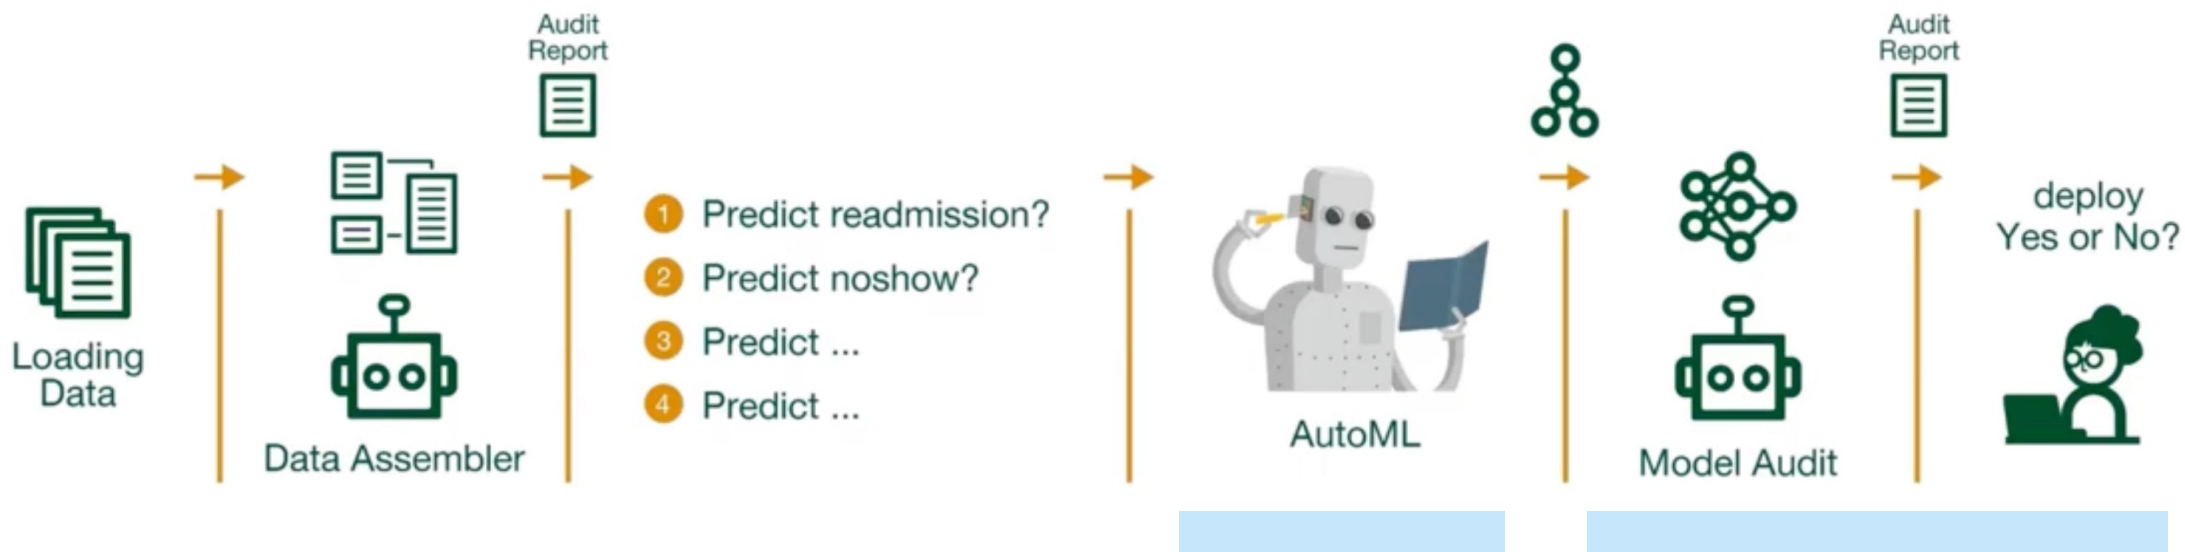 Loading
Data
Data Assembler
Audit
Report
1 Predict readmission?
2 Predict noshow?
3 Predict ...
4 Predict ...
AutoML
Model Audit
Audit
Report
deploy
Yes or No?